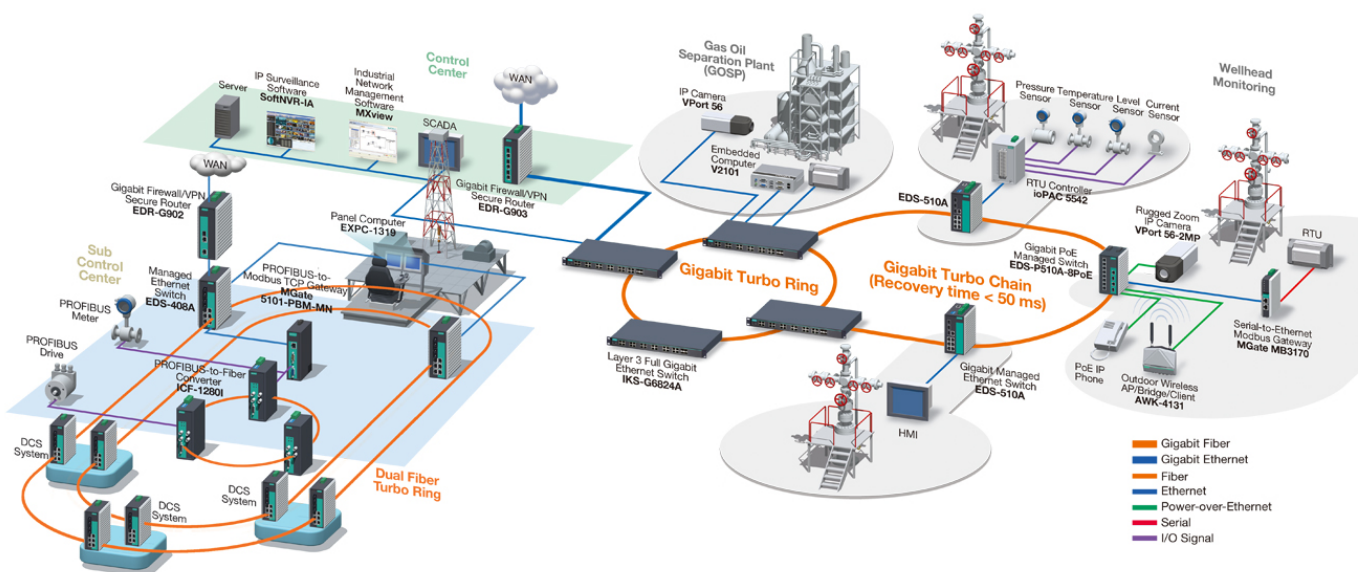 Control
Center
WAN
Server
IP Surveillance
Software
SoftNVR-IA
Industrial
Network
Management
Software
MXview
SCADA
WAN
Gigabit Firewall/VPN
Secure Router
EDR-G902
Gigabit Firewall/VPN
Secure Router
EDR-G903
Panel Computer
EXPC-1319
Sub
Control
Center
Managed
Ethernet
Switch
EDS-408A
PROFIBUS-to-
Modbus TCP Gateway
MGate
5101-PBM-MN
PROFIBUS
Meter
PROFIBUS
Drive
PROFIBUS-to-Fiber
Converter
ICF-1280I
DCS
System
DCS
System
DCS
System
Dual Fiber
Turbo Ring
Gas Oil
Separation Plant
(GOSP)
IP Camera
VPort 56
Embedded
Computer
V2101
Gigabit Turbo Ring
Layer 3 Full Gigabit
Ethernet Switch
IKS-G6824A
Gigabit Turbo Chain
(Recovery time < 50 ms)
Wellhead
Monitoring
Pressure
Sensor
Temperature
Sensor
Level
Sensor
Current
Sensor
EDS-510A
RTU Controller
ioPAC 5542
Gigabit PoE
Managed Switch
EDS-P510A-8PoE
Rugged Zoom
IP Camera
VPort 56-2MP
RTU
Serial-to-Ethernet
Modbus Gateway
MGate MB3170
PoE IP
Phone
Outdoor Wireless
AP/Bridge/Client
AWK-4131
Gigabit Managed
Ethernet Switch
EDS-510A
HMI
Gigabit Fiber
Gigabit Ethernet
Fiber
Ethernet
Power-over-Ethernet
Serial
I/O Signal